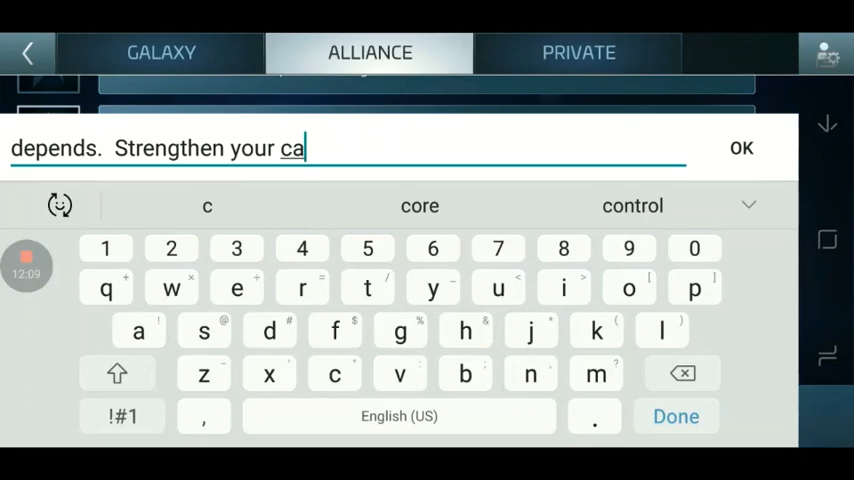 GALAXY ALLIANCE PRIVATE
depends.  Strengthen your ca OK
c core control
1 2 3 4 5 6 7 8 9 0
12:09
q + w × e ÷ r = t / y _ u < i > o [ p ]
a ! s @ d # f $ g % h & j * k ( l )
z - x ' c " v : b ; n , m ?
!#1 , English (US) . Done